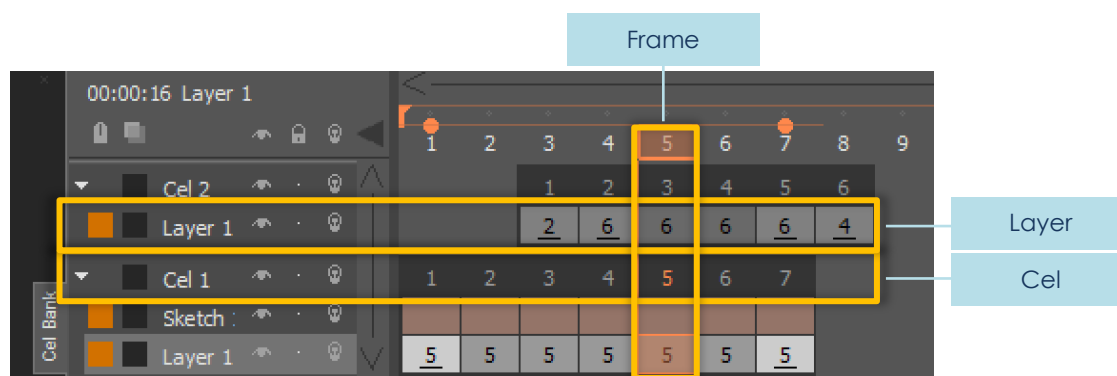 Frame
00:00:16 Layer 1
1 2 3 4 5 6 7 8 9
Cel 2 1 2 3 4 5 6
Layer 1 2 6 6 6 6 4
Layer
Cel 1 1 2 3 4 5 6 7
Cel
Sketch
Layer 1 5 5 5 5 5 5 5
Cel Bank